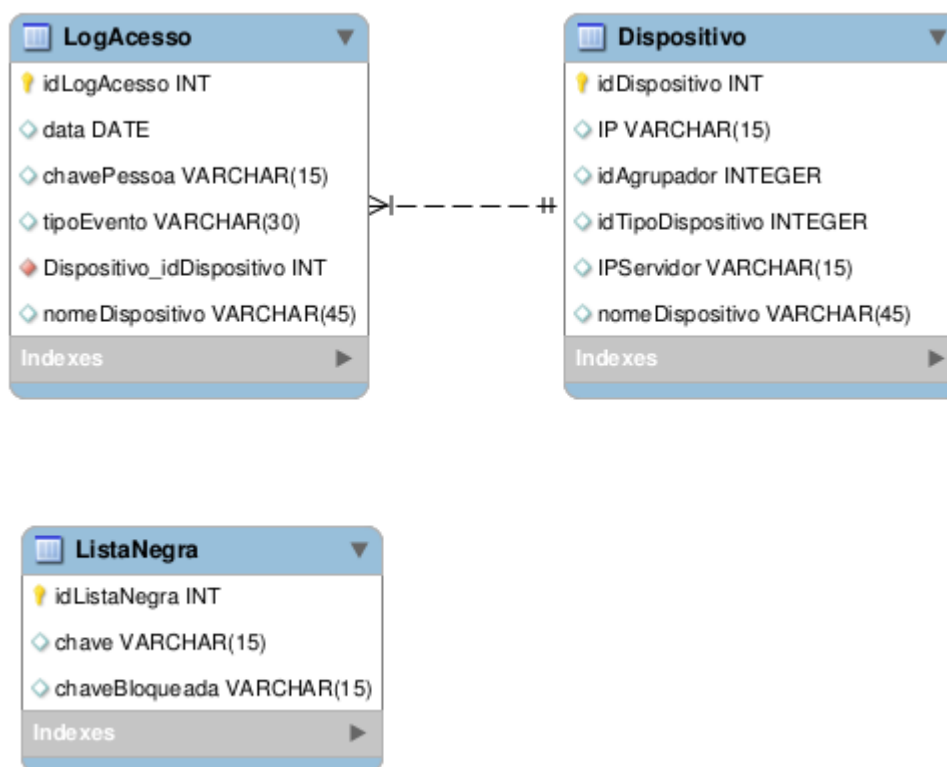 LogAcesso
idLogAcesso INT
data DATE
chavePessoa VARCHAR(15)
tipoEvento VARCHAR(30)
Dispositivo_idDispositivo INT
nomeDispositivo VARCHAR(45)
Indexes
Dispositivo
idDispositivo INT
IP VARCHAR(15)
idAgrupador INTEGER
idTipoDispositivo INTEGER
IPServidor VARCHAR(15)
nomeDispositivo VARCHAR(45)
Indexes
ListaNegra
idListaNegra INT
chave VARCHAR(15)
chaveBloqueada VARCHAR(15)
Indexes